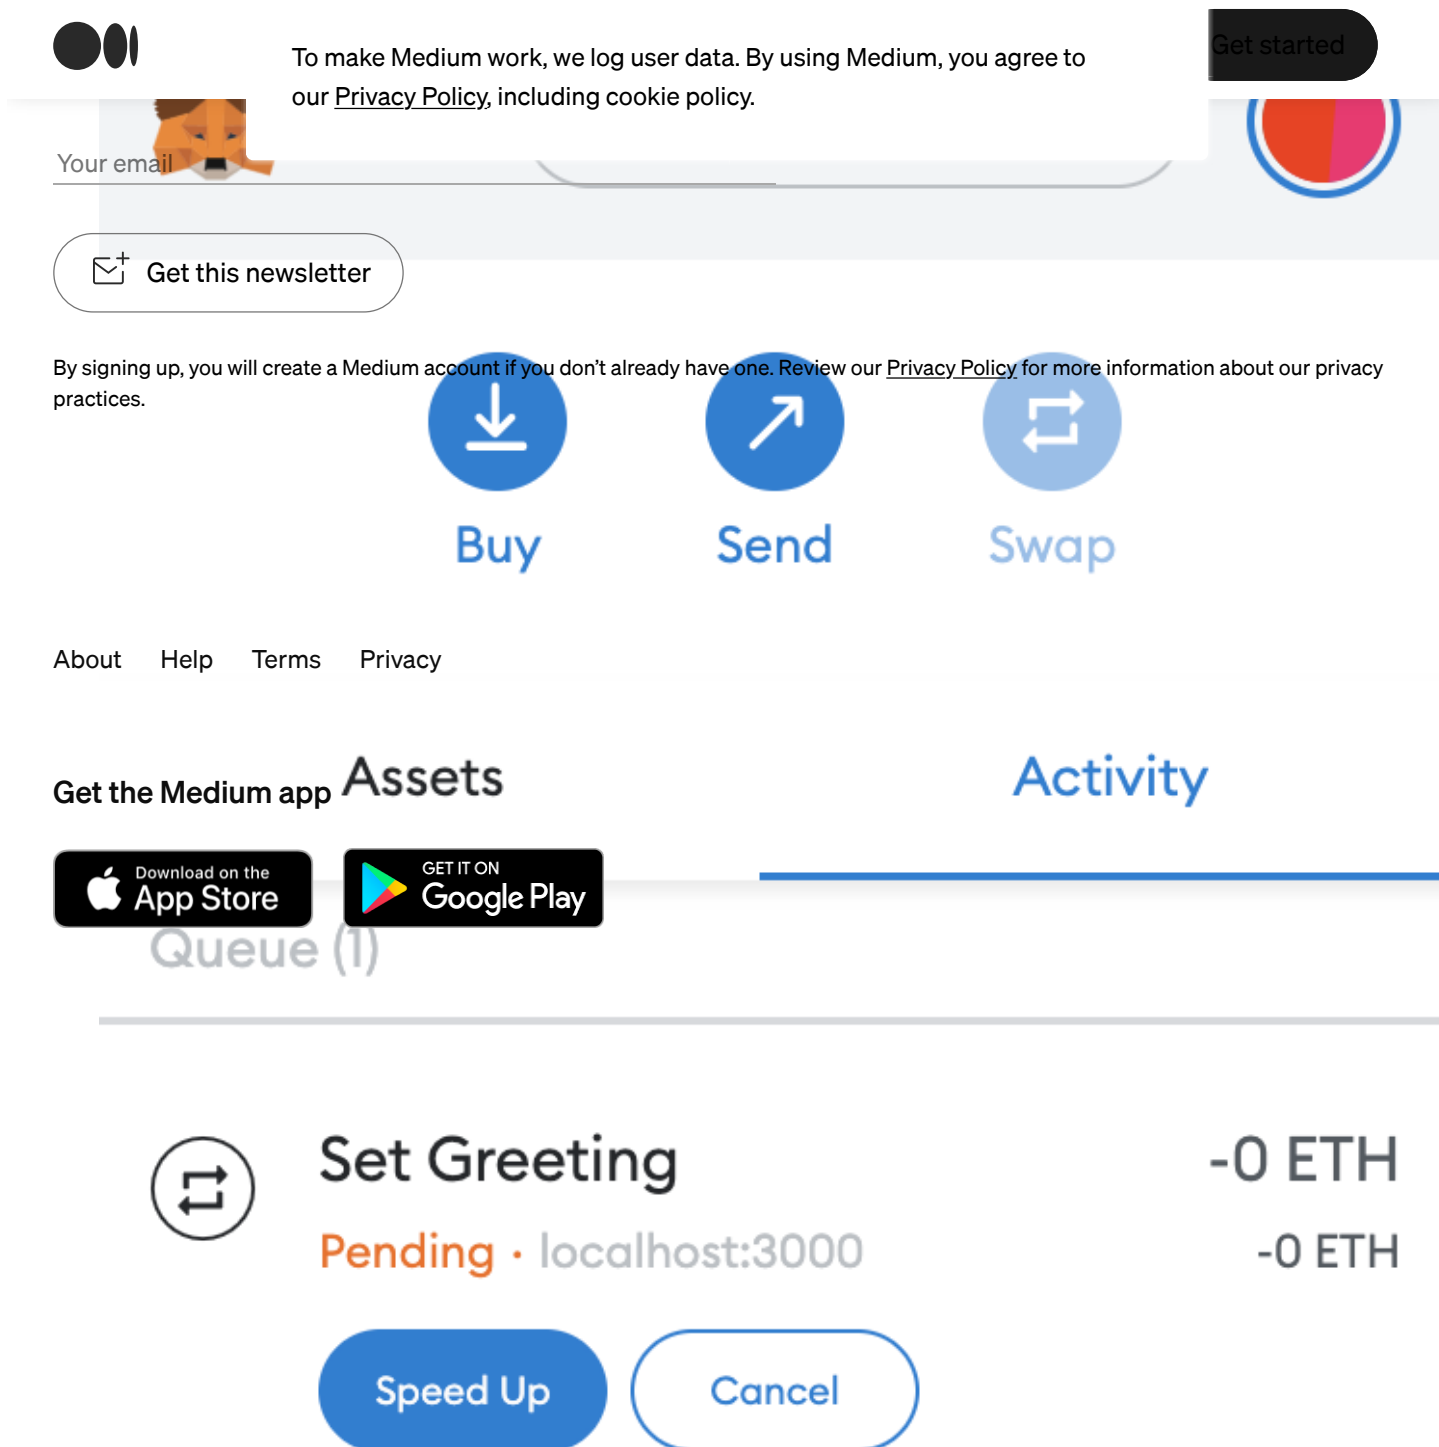 Get started
To make Medium work, we log user data. By using Medium, you agree to
our Privacy Policy, including cookie policy.
Your email
Get this newsletter
By signing up, you will create a Medium account if you don’t already have one. Review our Privacy Policy for more information about our privacy
practices.
Buy Send Swap
About Help Terms Privacy
Assets Activity
Get the Medium app
Download on the
App Store
GET IT ON
Google Play
Queue (1)
Set Greeting -0 ETH
Pending · localhost:3000 -0 ETH
Speed Up Cancel